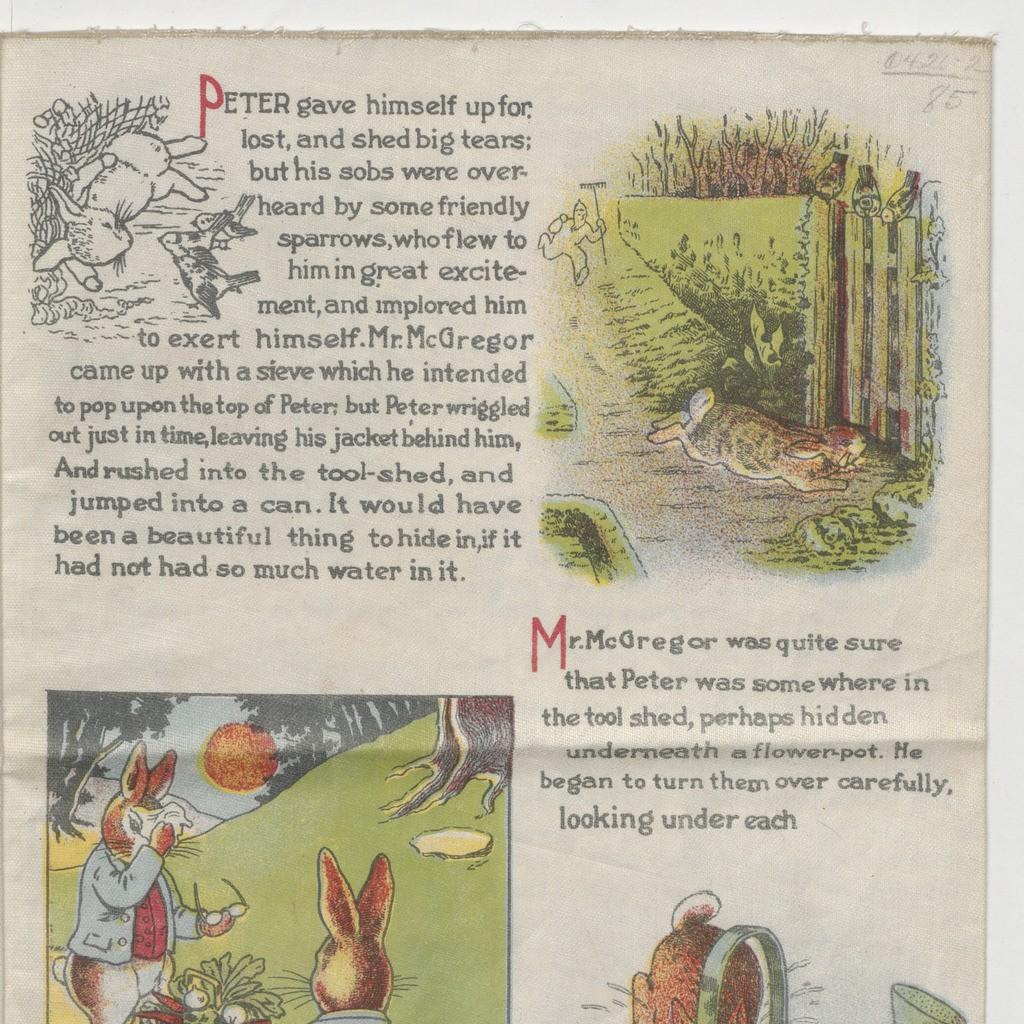 PETER gave himself up for
lost, and shed big tears;
but his sobs were over-
heard by some friendly
sparrows, who flew to
him in great excite-
ment, and implored him
to exert himself. Mr. McGregor
came up with a sieve which he intended
to pop upon the top of Peter; but Peter wriggled
out just in time, leaving his jacket behind him,
And rushed into the tool-shed, and
jumped into a can. It would have
been a beautiful thing to hide in, if it
had not had so much water in it.
Mr. McGregor was quite sure
that Peter was somewhere in
the tool shed, perhaps hidden
underneath a flower-pot. He
began to turn them over carefully,
looking under each
85